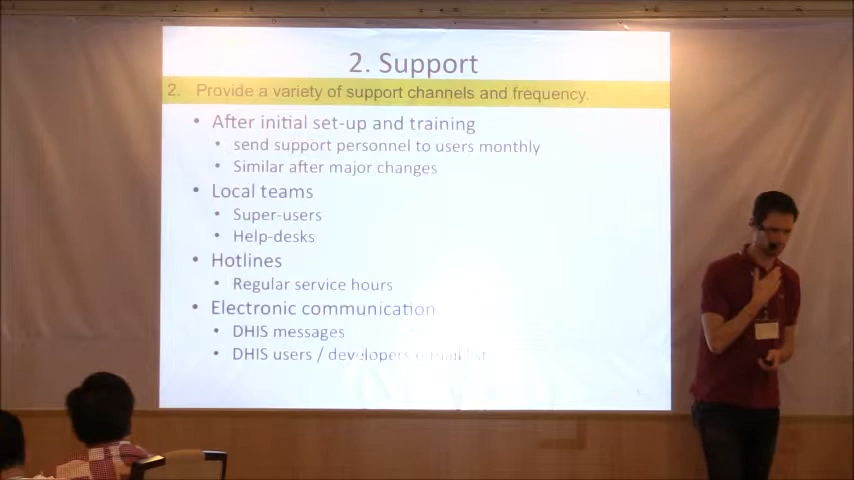 2. Support
2. Provide a variety of support channels and frequency.
• After initial set-up and training
• send support personnel to users monthly
• Similar after major changes
• Local teams
• Super-users
• Help-desks
• Hotlines
• Regular service hours
• Electronic communication
• DHIS messages
• DHIS users / developers e-mail list